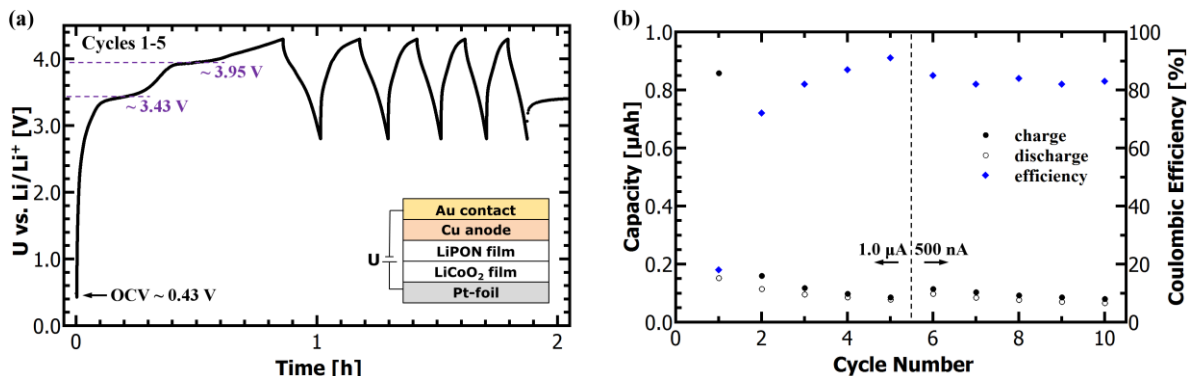 (a)
Cycles 1-5
~ 3.95 V
~ 3.43 V
OCV ~ 0.43 V
U vs. Li/Li⁺ [V]
4.0
3.0
2.0
1.0
0.0
0
1
2
Time [h]
U
Au contact
Cu anode
LiPON film
LiCoO₂ film
Pt-foil
(b)
Capacity [µAh]
1.0
0.8
0.6
0.4
0.2
0.0
0
2
4
6
8
10
Cycle Number
100
80
60
40
20
0
Coulombic Efficiency [%]
charge
discharge
efficiency
1.0 µA
500 nA